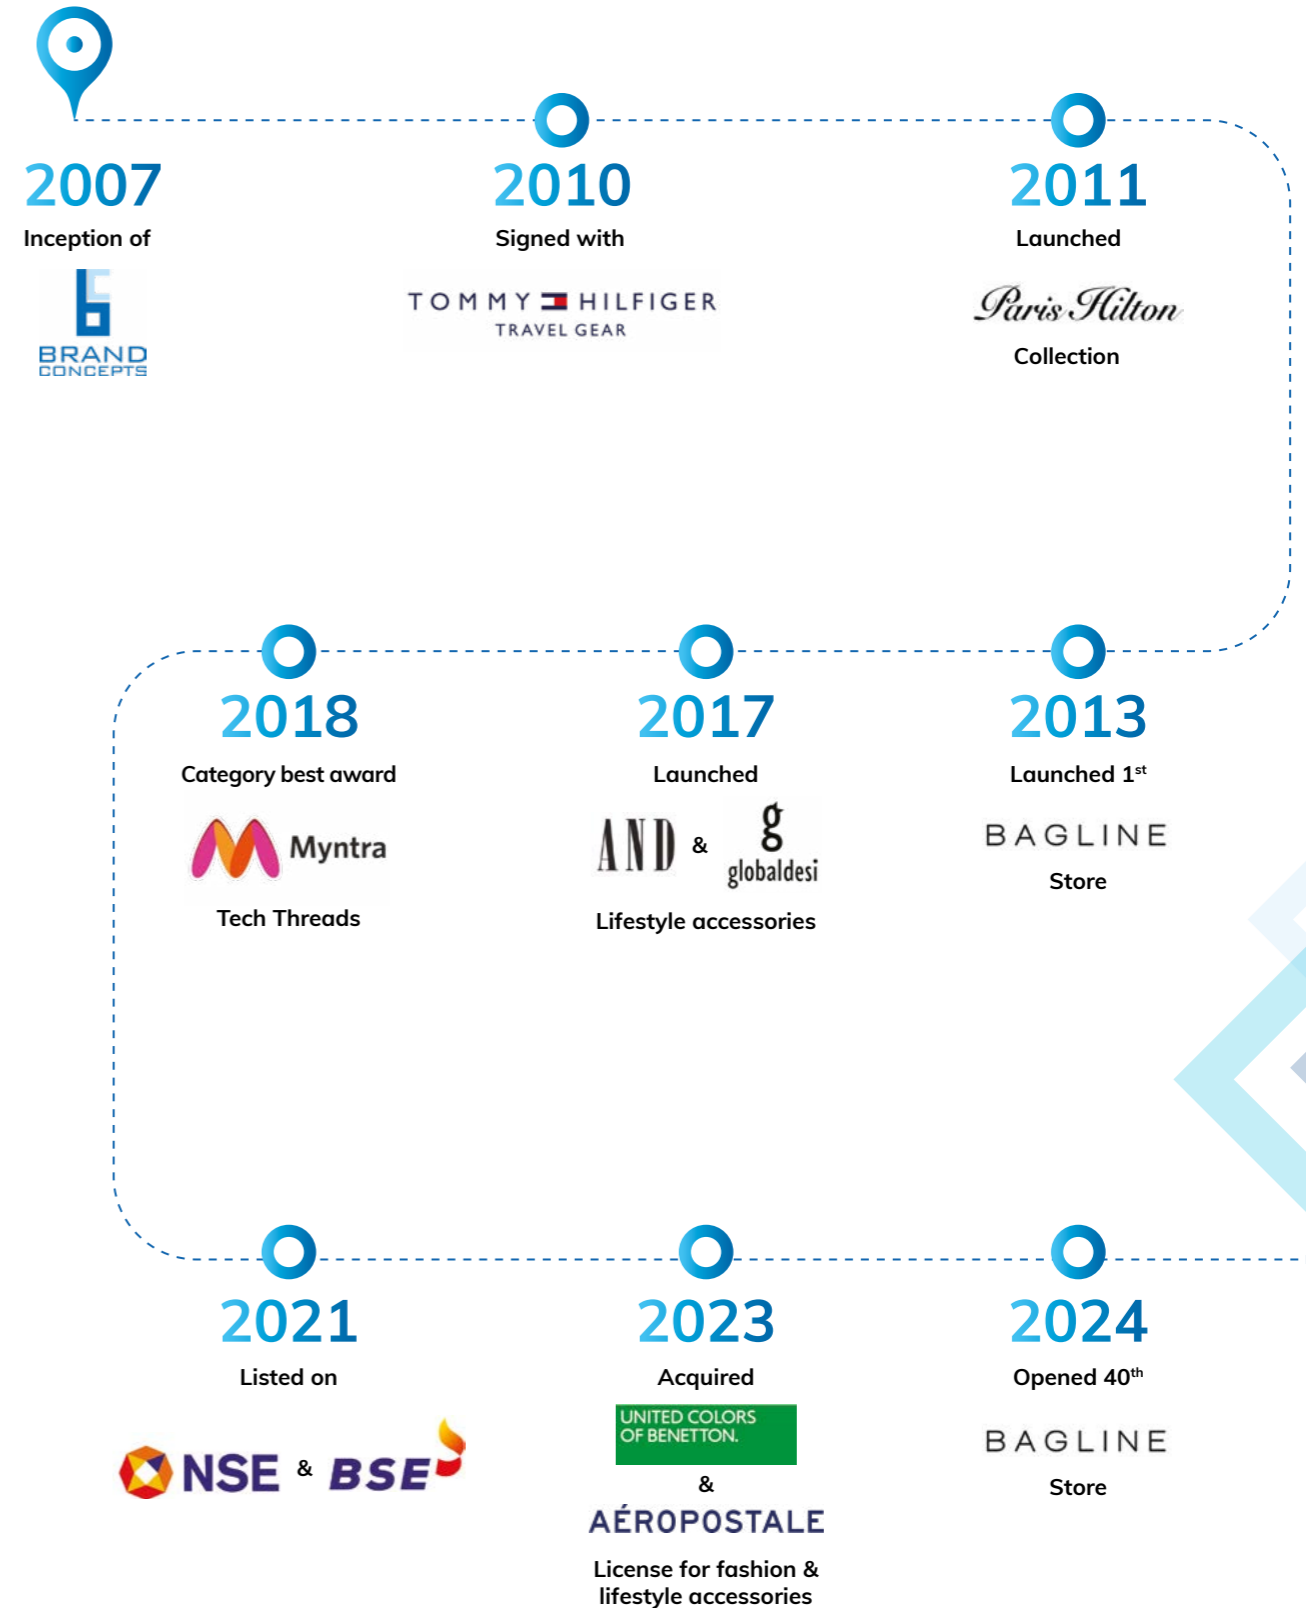 2007
Inception of
BRAND
CONCEPTS
2010
Signed with
TOMMY HILFIGER
TRAVEL GEAR
2011
Launched
Paris Hilton
Collection
2013
Launched 1st
BAGLINE
Store
2017
Launched
AND & g
globaldesi
Lifestyle accessories
2018
Category best award
Myntra
Tech Threads
2021
Listed on
NSE & BSE
2023
Acquired
UNITED COLORS
OF BENETTON.
&
AÉROPOSTALE
License for fashion &
lifestyle accessories
2024
Opened 40th
BAGLINE
Store